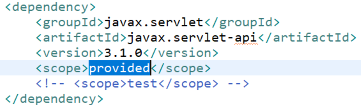 <dependency>
<groupId>javax.servlet</groupId>
<artifactId>javax.servlet-api</artifactId>
<version>3.1.0</version>
<scope>provided</scope>
<!-- <scope>test</scope> -->
</dependency>